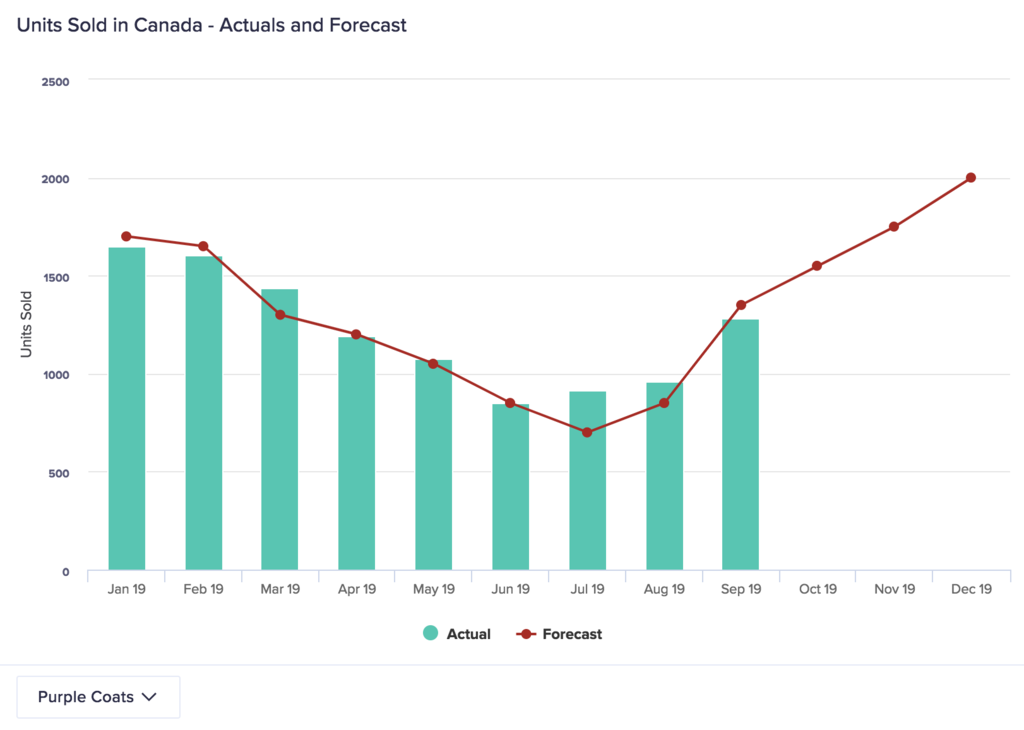 Units Sold in Canada - Actuals and Forecast
2500
2000
1500
1000
500
0
Units Sold
Jan 19 Feb 19 Mar 19 Apr 19 May 19 Jun 19 Jul 19 Aug 19 Sep 19 Oct 19 Nov 19 Dec 19
Actual Forecast
Purple Coats